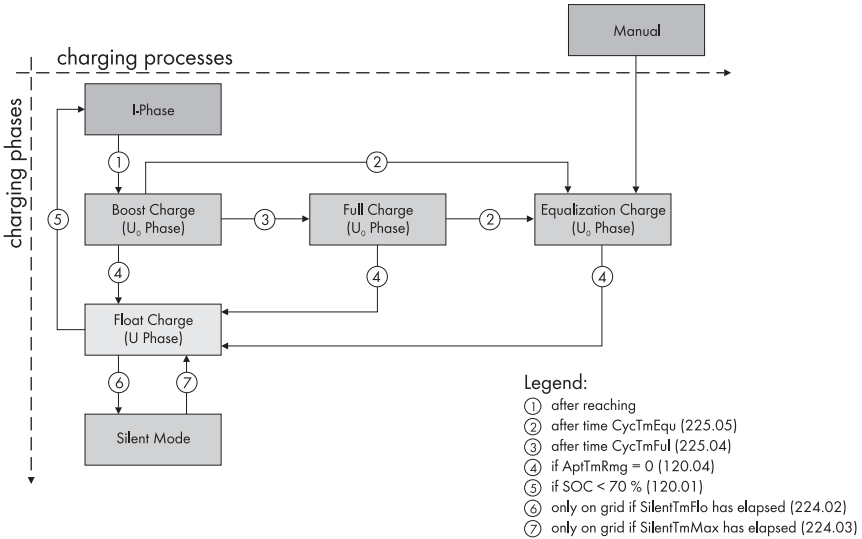 Manual
charging processes
charging phases
I-Phase
1
2
Boost Charge
(U₀ Phase)
3
Full Charge
(U₀ Phase)
2
Equalization Charge
(U₀ Phase)
5
4
4
4
Float Charge
(U Phase)
6
7
Silent Mode
Legend:
1 after reaching
2 after time CycTmEqu (225.05)
3 after time CycTmFul (225.04)
4 if AptTmRmg = 0 (120.04)
5 if SOC < 70 % (120.01)
6 only on grid if SilentTmFlo has elapsed (224.02)
7 only on grid if SilentTmMax has elapsed (224.03)